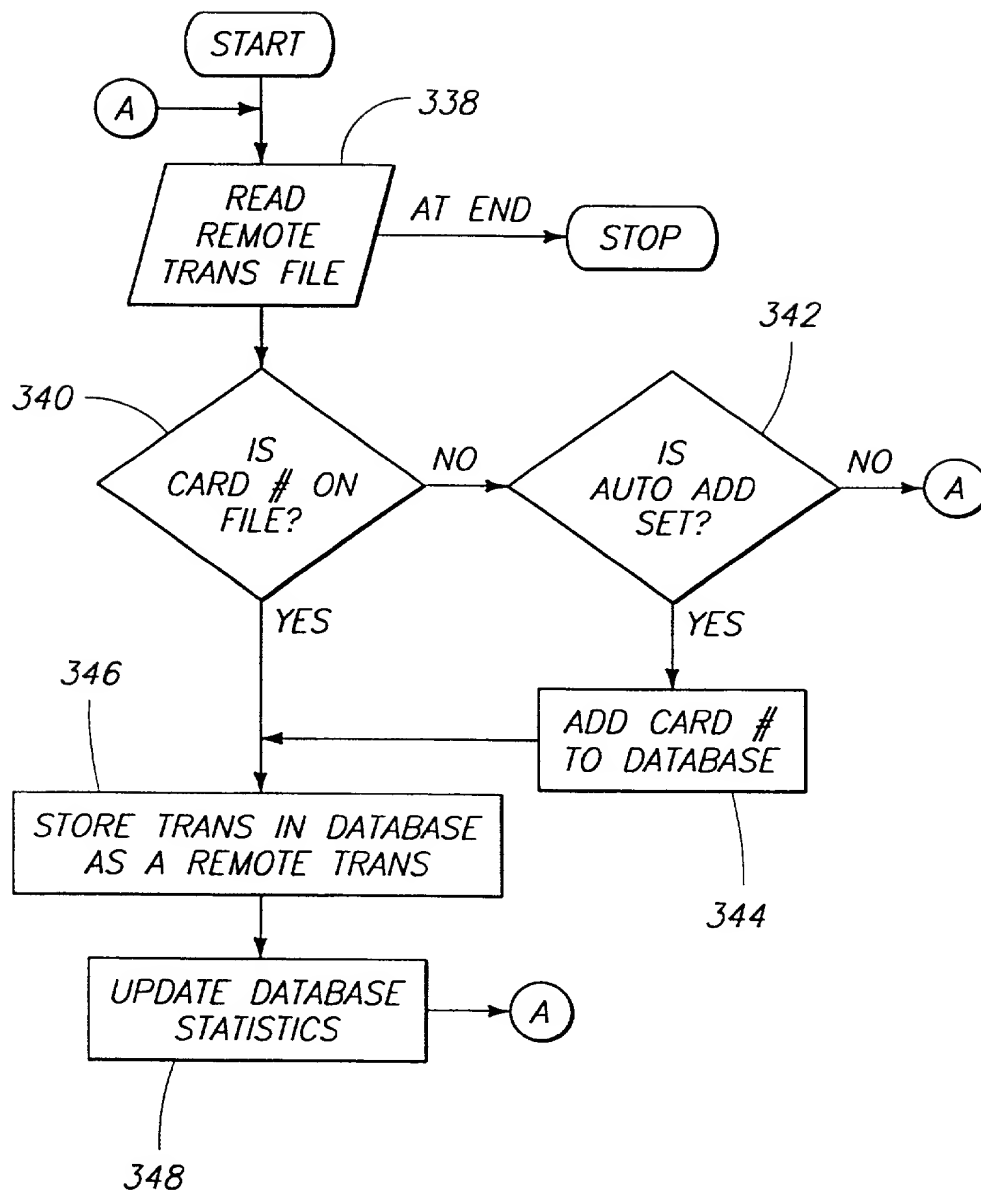 START
A
338
READ
REMOTE
TRANS FILE
AT END
STOP
342
340
IS
CARD # ON
FILE?
NO
IS
AUTO ADD
SET?
NO
A
YES
YES
346
ADD CARD #
TO DATABASE
STORE TRANS IN DATABASE
AS A REMOTE TRANS
344
UPDATE DATABASE
STATISTICS
A
348